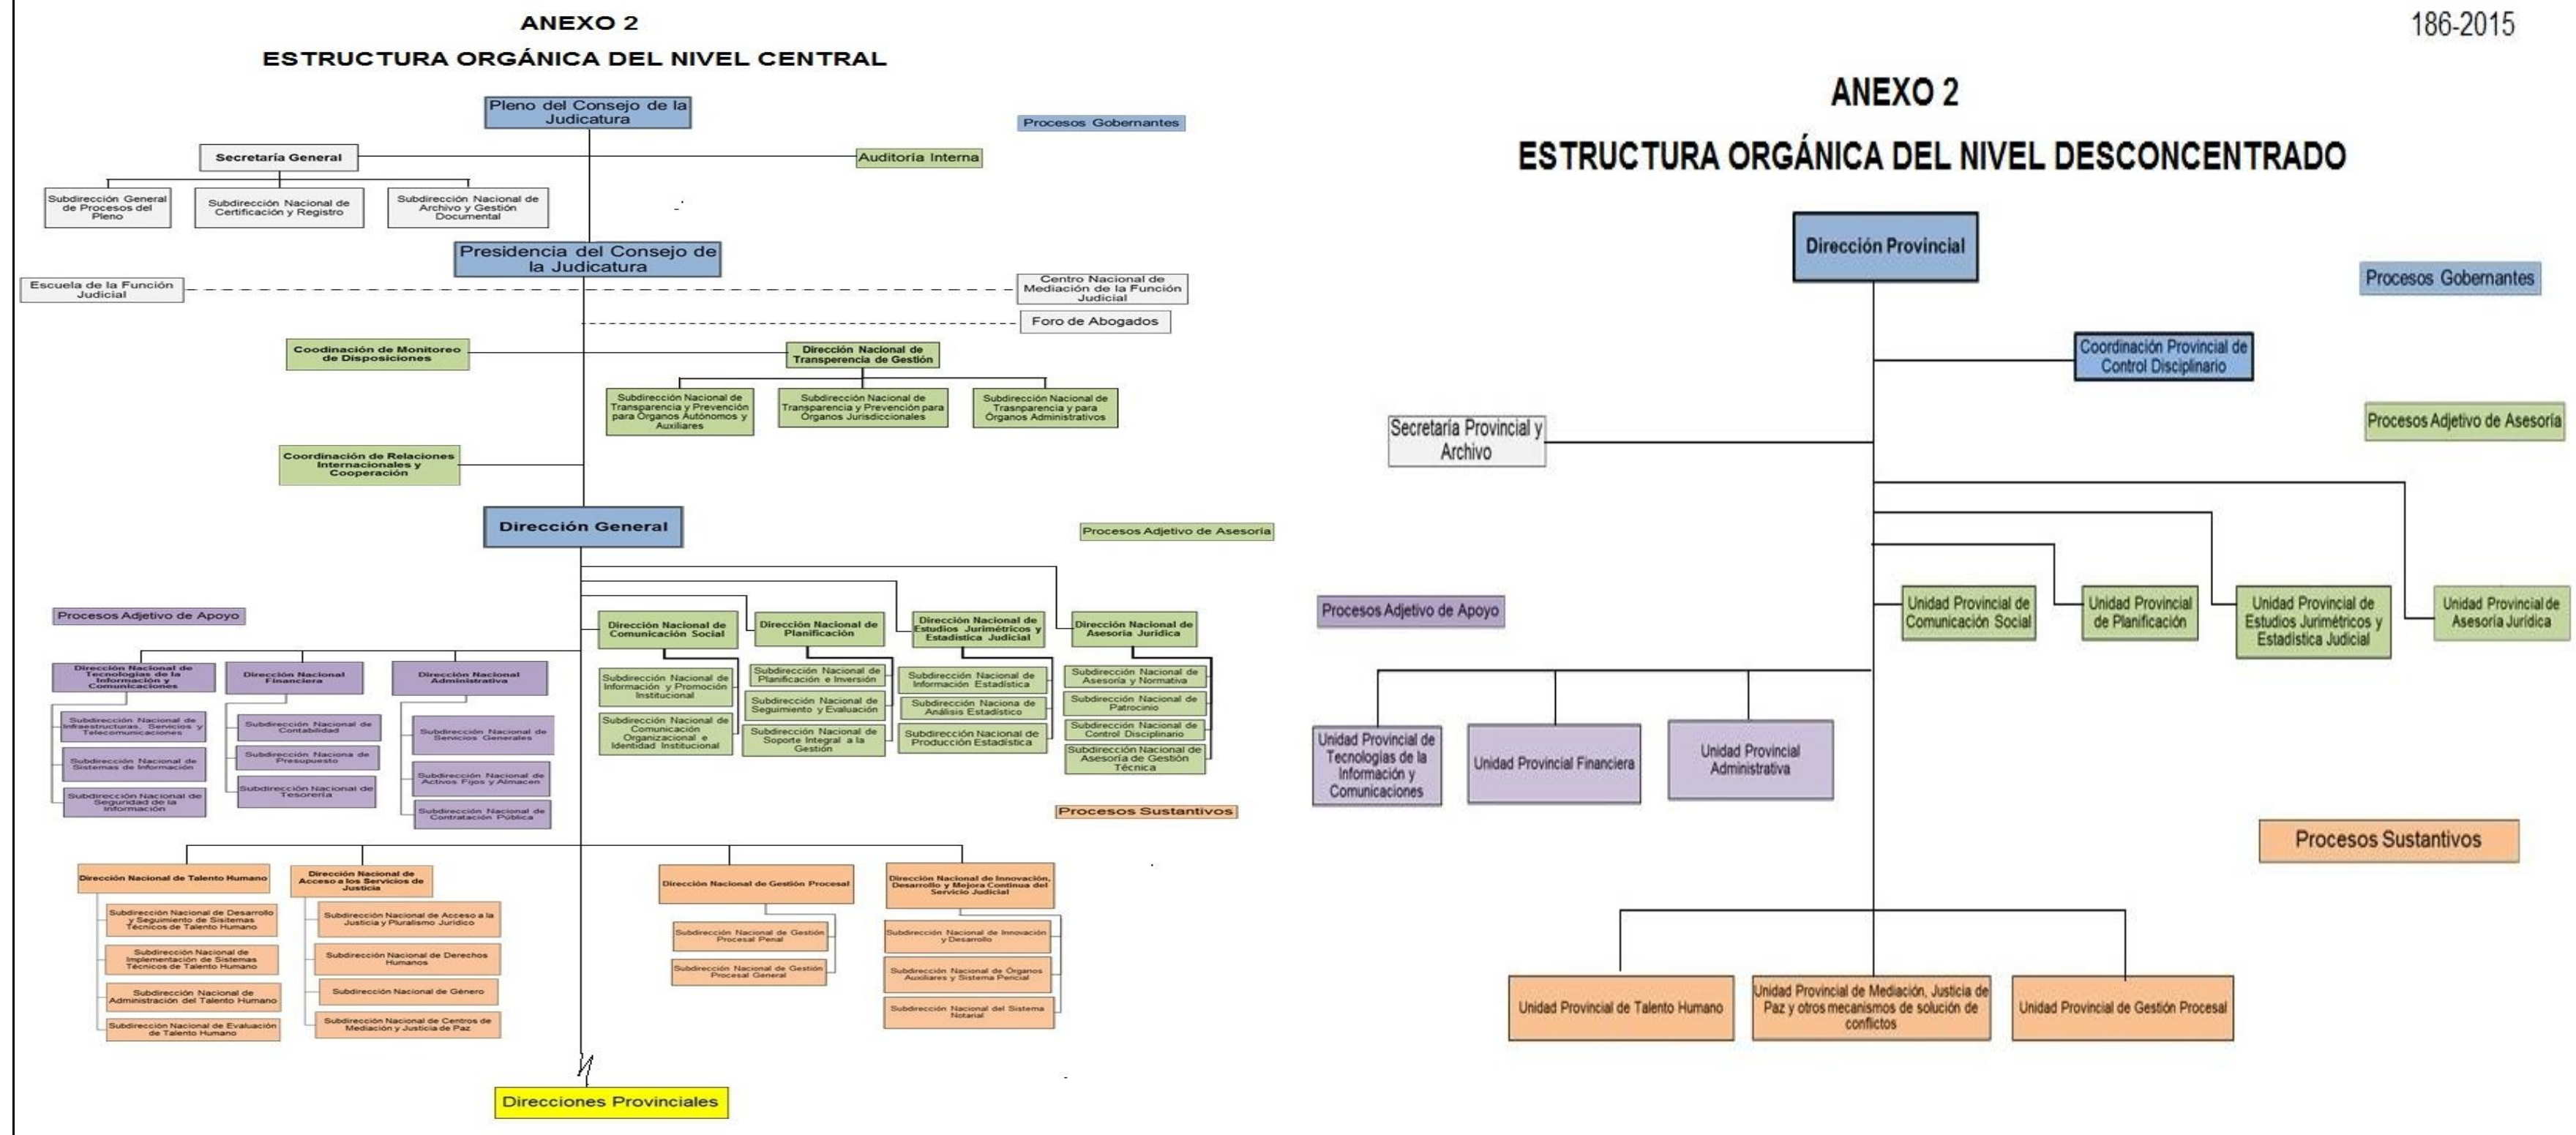 ANEXO 2
ESTRUCTURA ORGÁNICA DEL NIVEL CENTRAL
Pleno del Consejo de la
Judicatura
Procesos Gobernantes
Secretaría General
Auditoría Interna
Subdirección General
de Procesos del
Pleno
Subdirección Nacional de
Certificación y Registro
Subdirección Nacional de
Archivo y Gestión
Documental
Presidencia del Consejo de
la Judicatura
Escuela de la Función
Judicial
Centro Nacional de
Mediación de la Función
Judicial
Foro de Abogados
Coodinación de Monitoreo
de Disposiciones
Dirección Nacional de
Transperencia de Gestión
Subdirección Nacional de
Transparencia y Prevención
para Órganos Autónomos y
Auxiliares
Subdirección Nacional de
Transparencia y Prevención para
Órganos Jurisdiccionales
Subdirección Nacional de
Trasnparencia y para
Órganos Administrativos
Coordinación de Relaciones
Internacionales y
Cooperación
Dirección General
Procesos Adjetivo de Asesoría
Procesos Adjetivo de Apoyo
Dirección Nacional de
Comunicación Social
Dirección Nacional de
Planificación
Dirección Nacional de
Estudios Jurimétricos y
Estadística Judicial
Dirección Nacional de
Asesoría Jurídica
Subdirección Nacional de
Información y Promoción
Institucional
Subdirección Nacional de
Comunicación
Organizacional e
Identidad Institucional
Subdirección Nacional de
Planificación e Inversión
Subdirección Nacional de
Seguimiento y Evaluación
Subdirección Nacional de
Soporte Integral a la
Gestión
Subdirección Nacional de
Información Estadística
Subdirección Naciona de
Análisis Estadístico
Subdirección Nacional de
Producción Estadística
Subdirección Nacional de
Asesoría y Normativa
Subdirección Nacional de
Patrocinio
Subdirección Nacional de
Control Disciplinario
Subdirección Nacional de
Asesoría de Gestión
Técnica
Dirección Nacional de
Tecnologías de la
Información y
Comunicaciones
Dirección Nacional
Financiera
Dirección Nacional
Administrativa
Subdirección Nacional de
Infraestructuras, Servicios y
Telecomunicaciones
Subdirección Nacional de
Sistemas de Información
Subdirección Nacional de
Seguridad de la
Información
Subdirección Nacional de
Contabilidad
Subdirección Naciona de
Presupuesto
Subdirección Nacional de
Tesorería
Subdirección Nacional de
Servicios Generales
Subdirección Nacional de
Activos Fijos y Almacen
Subdirección Nacional de
Contratación Pública
Procesos Sustantivos
Dirección Nacional de Talento Humano
Dirección Nacional de
Acceso a los Servicios de
Justicia
Dirección Nacional de Gestión Procesal
Dirección Nacional de Innovación,
Desarrollo y Mejora Continua del
Servicio Judicial
Subdirección Nacional de Desarrollo
y Seguimiento de Sisitemas
Técnicos de Talento Humano
Subdirección Nacional de
Implementación de Sistemas
Técnicos de Talento Humano
Subdirección Nacional de
Administración del Talento Humano
Subdirección Nacional de Evaluación
de Talento Humano
Subdirección Nacional de Acceso a la
Justicia y Pluralismo Jurídico
Subdirección Nacional de Derechos
Humanos
Subdirección Nacional de Género
Subdirección Nacional de Centros de
Mediación y Justicia de Paz
Subdirección Nacional de Gestión
Procesal Penal
Subdirección Nacional de Gestión
Procesal General
Subdirección Nacional de Innovación
y Desarrollo
Subdirección Nacional de Órganos
Auxiliares y Sistema Pericial
Subdirección Nacional del Sistema
Notarial
Direcciones Provinciales
186-2015
ANEXO 2
ESTRUCTURA ORGÁNICA DEL NIVEL DESCONCENTRADO
Dirección Provincial
Procesos Gobernantes
Coordinación Provincial de
Control Disciplinario
Procesos Adjetivo de Asesoría
Secretaría Provincial y
Archivo
Procesos Adjetivo de Apoyo
Unidad Provincial de
Comunicación Social
Unidad Provincial
de Planificación
Unidad Provincial de
Estudios Jurimétricos y
Estadística Judicial
Unidad Provincial de
Asesoría Jurídica
Unidad Provincial de
Tecnologías de la
Información y
Comunicaciones
Unidad Provincial Financiera
Unidad Provincial
Administrativa
Procesos Sustantivos
Unidad Provincial de Talento Humano
Unidad Provincial de Mediación, Justicia de
Paz y otros mecanismos de solución de
conflictos
Unidad Provincial de Gestión Procesal